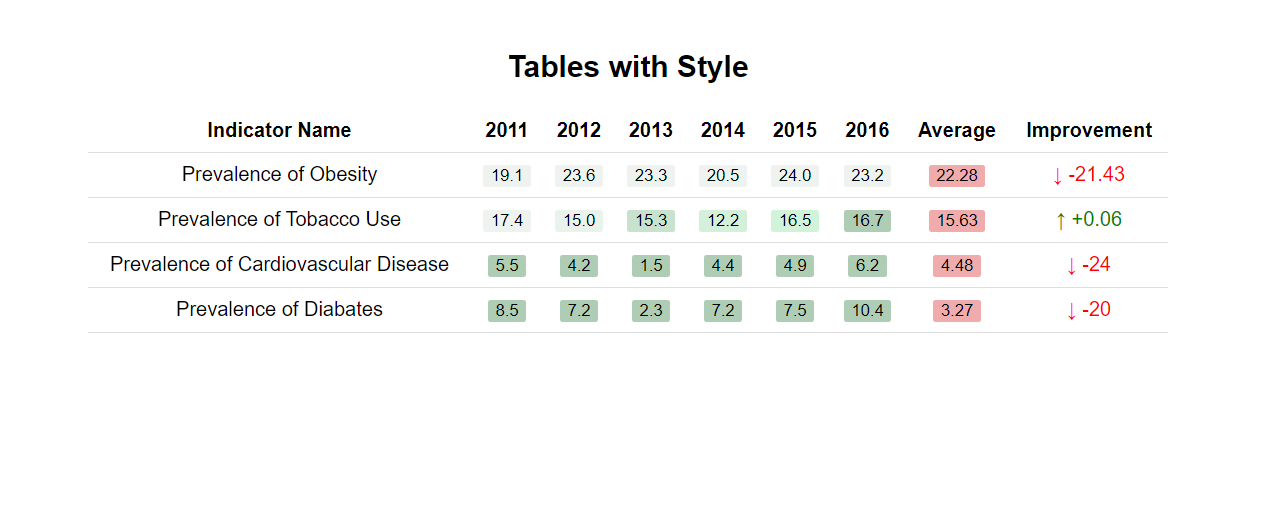 Tables with Style
Indicator Name 2011 2012 2013 2014 2015 2016 Average Improvement
Prevalence of Obesity 19.1 23.6 23.3 20.5 24.0 23.2 22.28 ↓ -21.43
Prevalence of Tobacco Use 17.4 15.0 15.3 12.2 16.5 16.7 15.63 ↑ +0.06
Prevalence of Cardiovascular Disease 5.5 4.2 1.5 4.4 4.9 6.2 4.48 ↓ -24
Prevalence of Diabates 8.5 7.2 2.3 7.2 7.5 10.4 3.27 ↓ -20